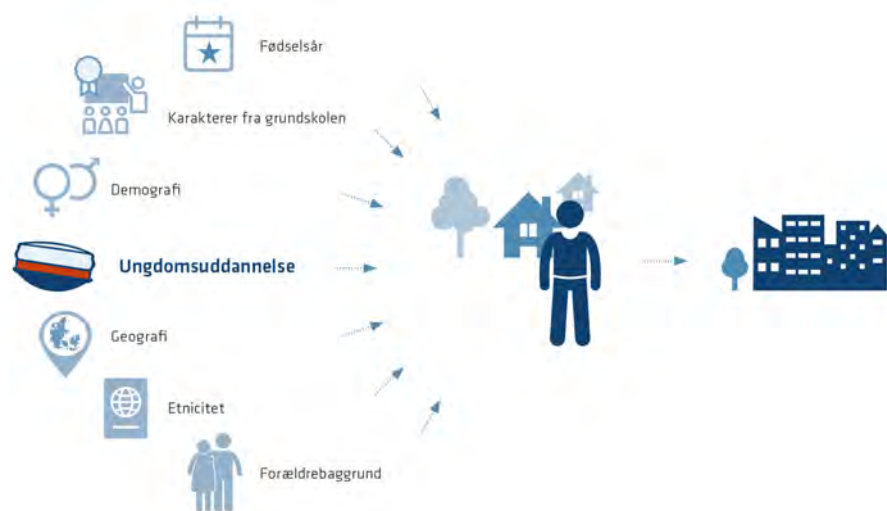 Fødselsår
Karakterer fra grundskolen
Demografi
Ungdomsuddannelse
Geografi
Etnicitet
Forældrebaggrund